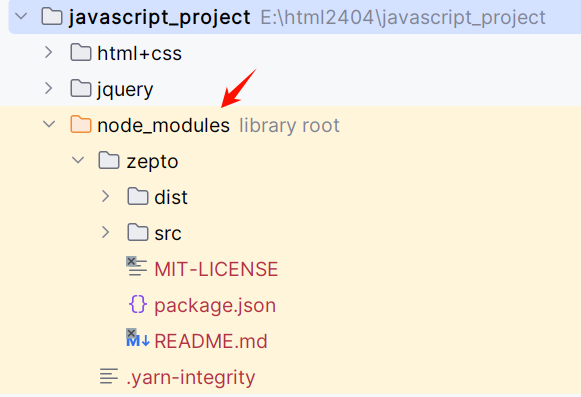 javascript_project E:\html2404\javascript_project
html+css
jquery
node_modules library root
zepto
dist
src
MIT-LICENSE
{} package.json
M↓ README.md
.yarn-integrity